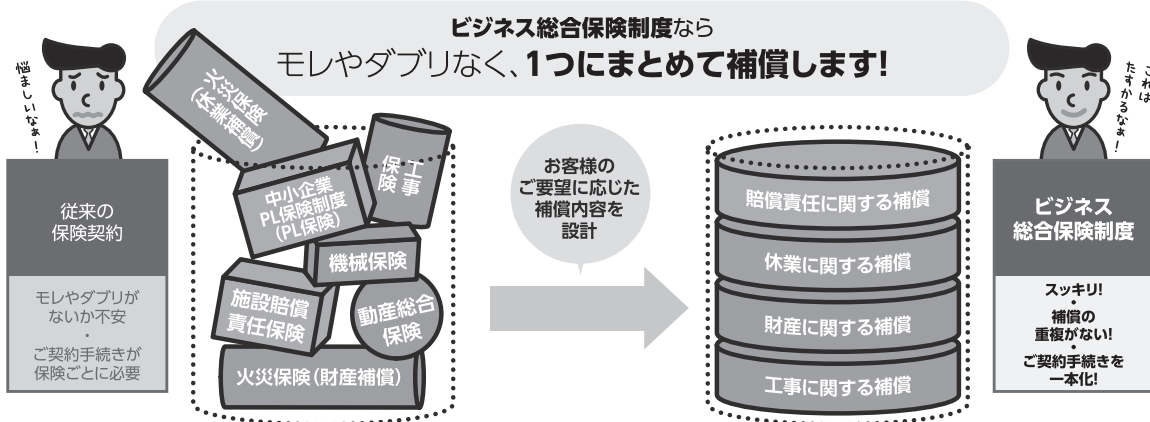 ビジネス総合保険制度なら
モレやダブりなく、1つにまとめて補償します!
悩ましいなぁ!
従来の
保険契約
モレやダブりが
ないか不安
・
ご契約手続きが
保険ごとに必要
火災保険
(休業補償)
工事
保険
中小企業
PL保険制度
(PL保険)
機械保険
施設賠償
責任保険
動産総合
保険
火災保険(財産補償)
お客様の
ご要望に応じた
補償内容を
設計
賠償責任に関する補償
休業に関する補償
財産に関する補償
工事に関する補償
これは
たすかるなぁ!
ビジネス
総合保険制度
スッキリ!
・
補償の
重複がない!
・
ご契約手続きを
一本化!